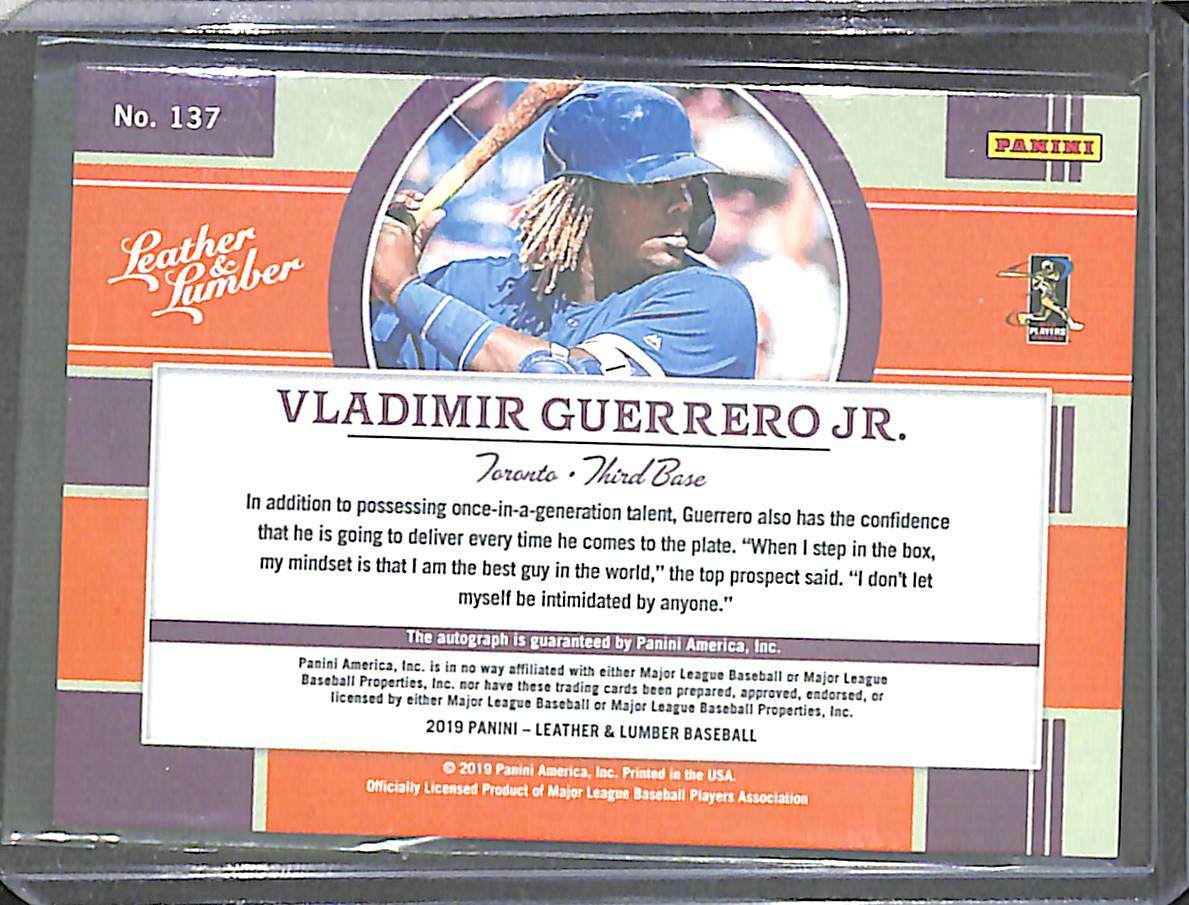 No. 137
PANINI
Leather
&
Lumber
PLAYERS
VLADIMIR GUERRERO JR.
Toronto • Third Base
In addition to possessing once-in-a-generation talent, Guerrero also has the confidence
that he is going to deliver every time he comes to the plate. “When I step in the box,
my mindset is that I am the best guy in the world,” the top prospect said. “I don’t let
myself be intimidated by anyone.”
The autograph is guaranteed by Panini America, Inc.
Panini America, Inc. is in no way affiliated with either Major League Baseball or Major League
Baseball Properties, Inc. nor have these trading cards been prepared, approved, endorsed, or
licensed by either Major League Baseball or Major League Baseball Properties, Inc.
2019 PANINI – LEATHER & LUMBER BASEBALL
© 2019 Panini America, Inc. Printed in the USA.
Officially Licensed Product of Major League Baseball Players Association